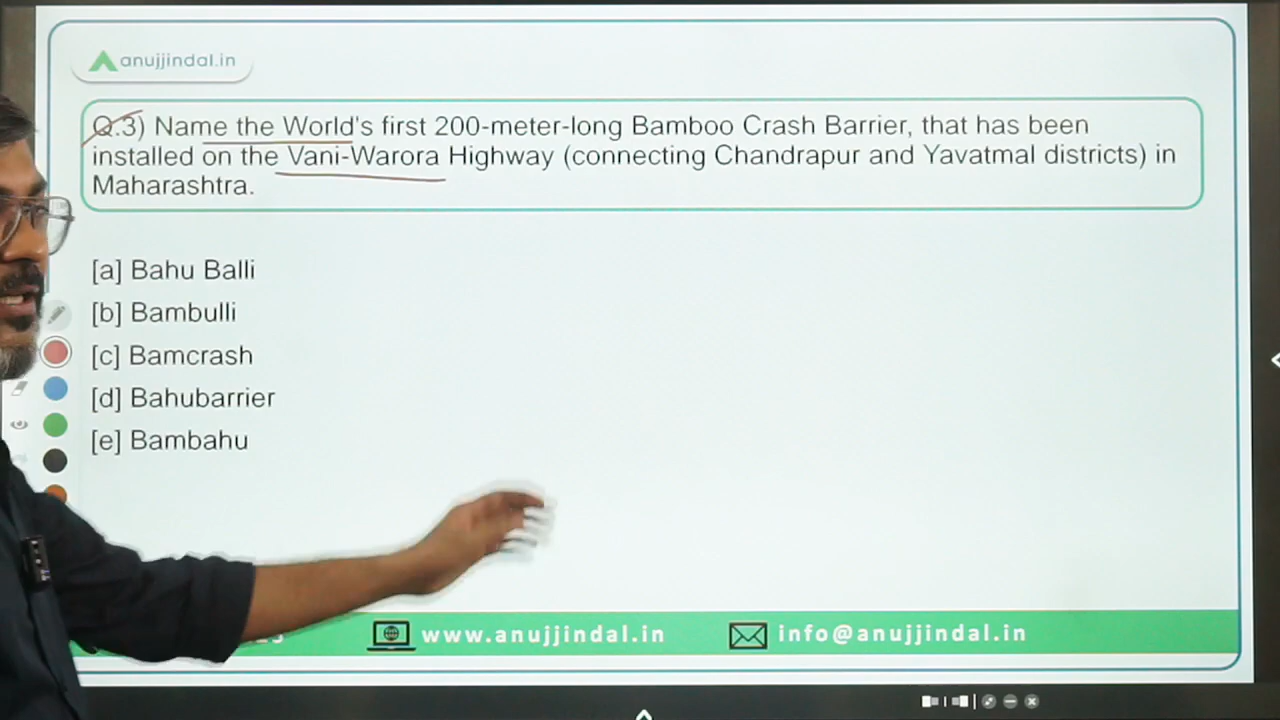 anujjindal.in
Q.3) Name the World's first 200-meter-long Bamboo Crash Barrier, that has been
installed on the Vani-Warora Highway (connecting Chandrapur and Yavatmal districts) in
Maharashtra.
[a] Bahu Balli
[b] Bambulli
[c] Bamcrash
[d] Bahubarrier
[e] Bambahu
www.anujjindal.in
info@anujjindal.in